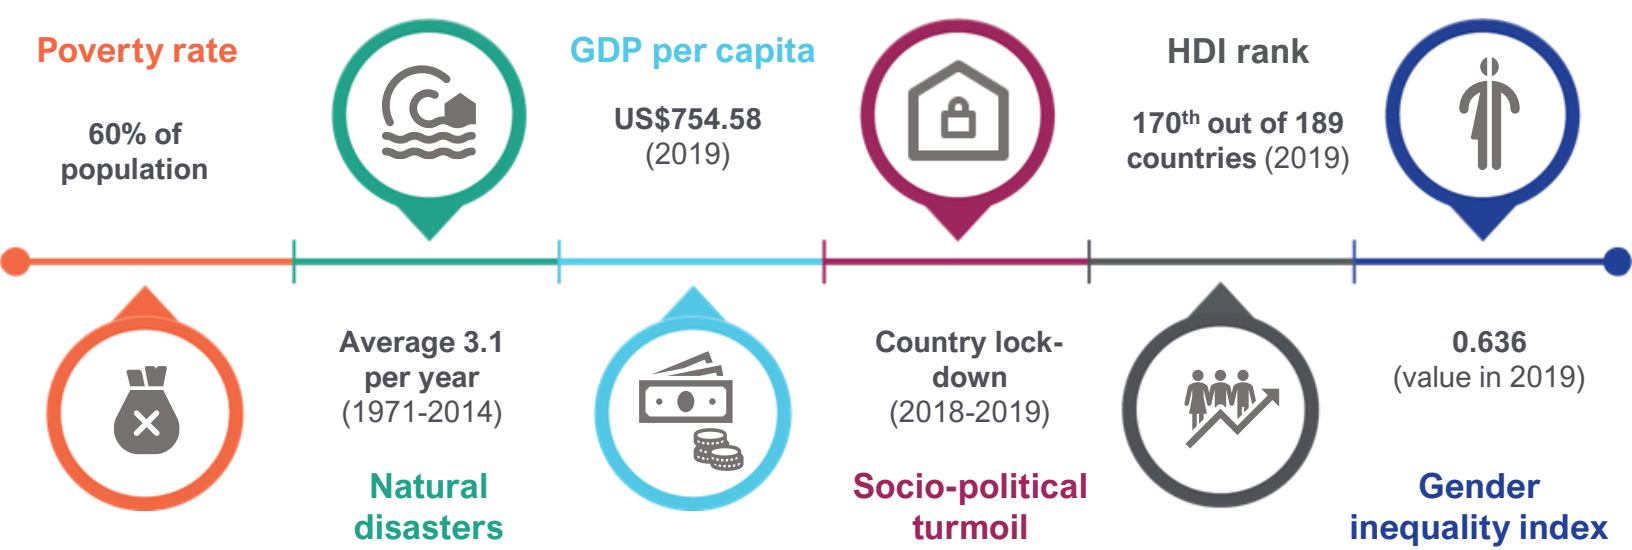 Poverty rate
60% of
population
Average 3.1
per year
(1971-2014)
Natural
disasters
GDP per capita
US$754.58
(2019)
Country lock-
down
(2018-2019)
Socio-political
turmoil
HDI rank
170th out of 189
countries (2019)
0.636
(value in 2019)
Gender
inequality index